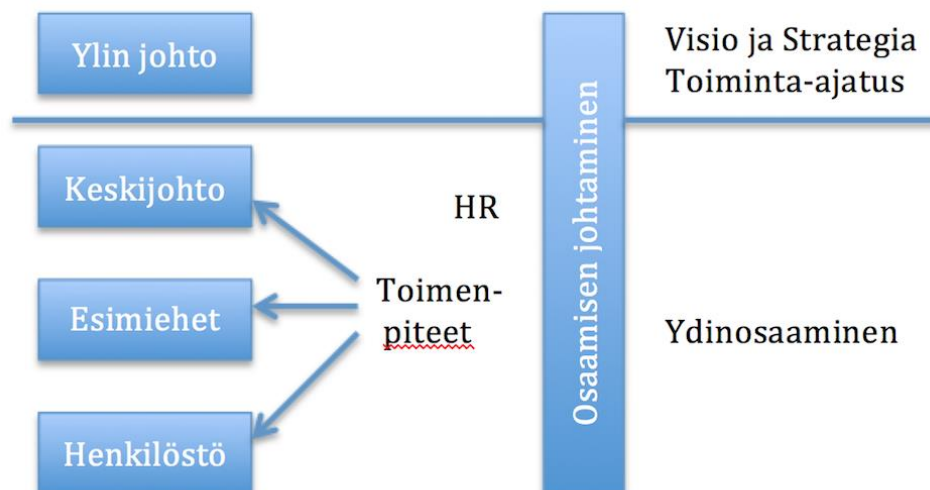 Ylin johto
Visio ja Strategia
Toiminta-ajatus
Keskijohto
HR
Osaamisen johtaminen
Esimiehet
Toimen-
piteet
Ydinosaaminen
Henkilöstö